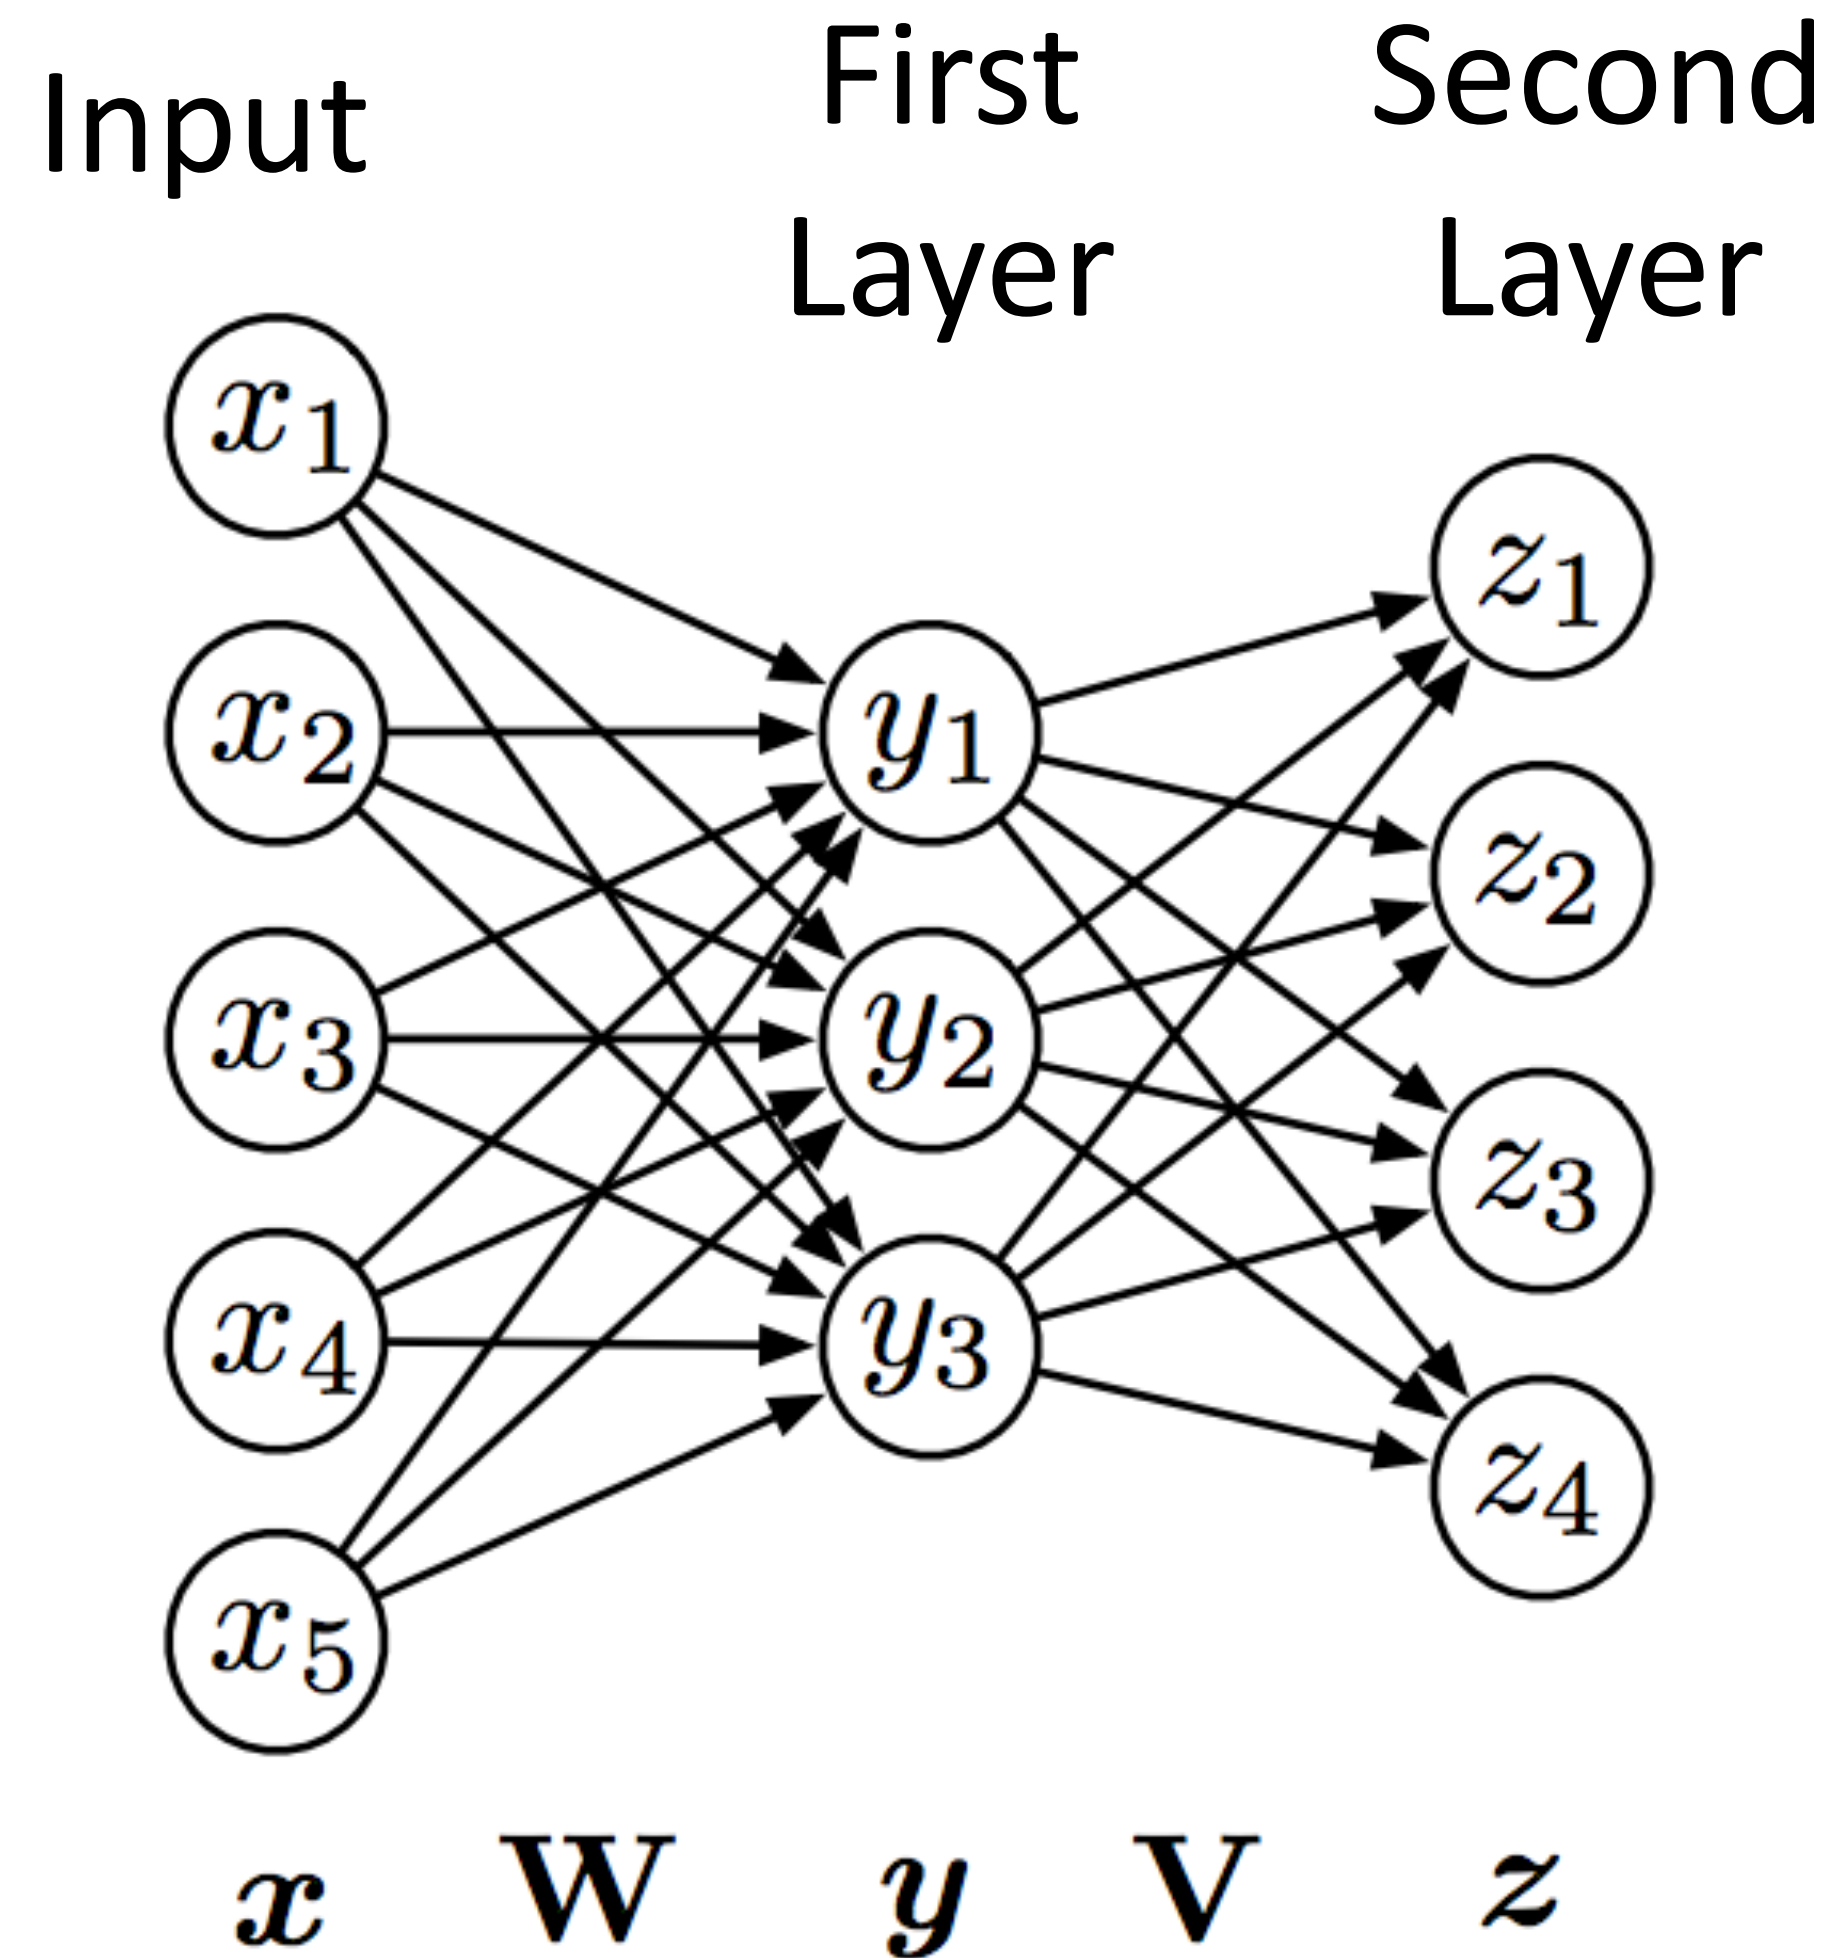 Input
First
Layer
Second
Layer
x1
x2
x3
x4
x5
y1
y2
y3
z1
z2
z3
z4
x W y V z